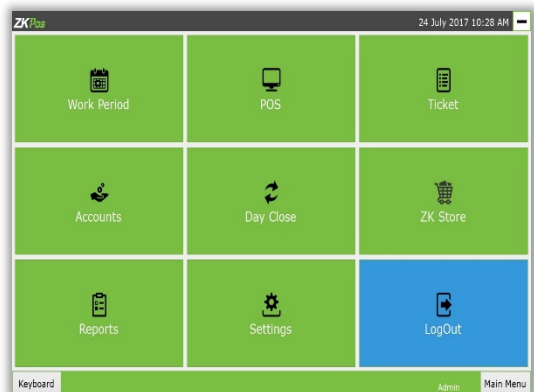 ZKPos 24 July 2017 10:28 AM
Work Period POS Ticket
Accounts Day Close ZK Store
Reports Settings LogOut
Keyboard Admin Main Menu